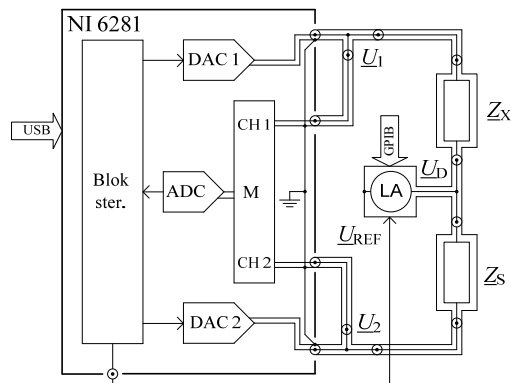 NI 6281
DAC 1
U1
USB
CH 1
GPIB
ZX
UD
Blok
ster.
ADC
M
LA
UREF
CH 2
ZS
DAC 2
U2